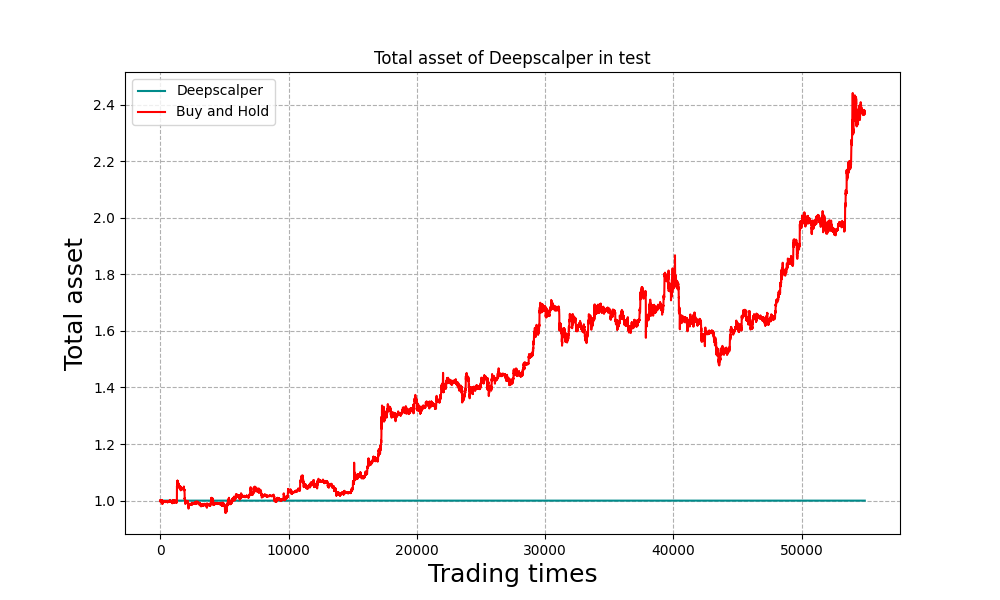 Total asset of Deepscalper in test
Deepscalper
Buy and Hold
2.4
2.2
2.0
1.8
1.6
1.4
1.2
1.0
Total asset
0 10000 20000 30000 40000 50000
Trading times